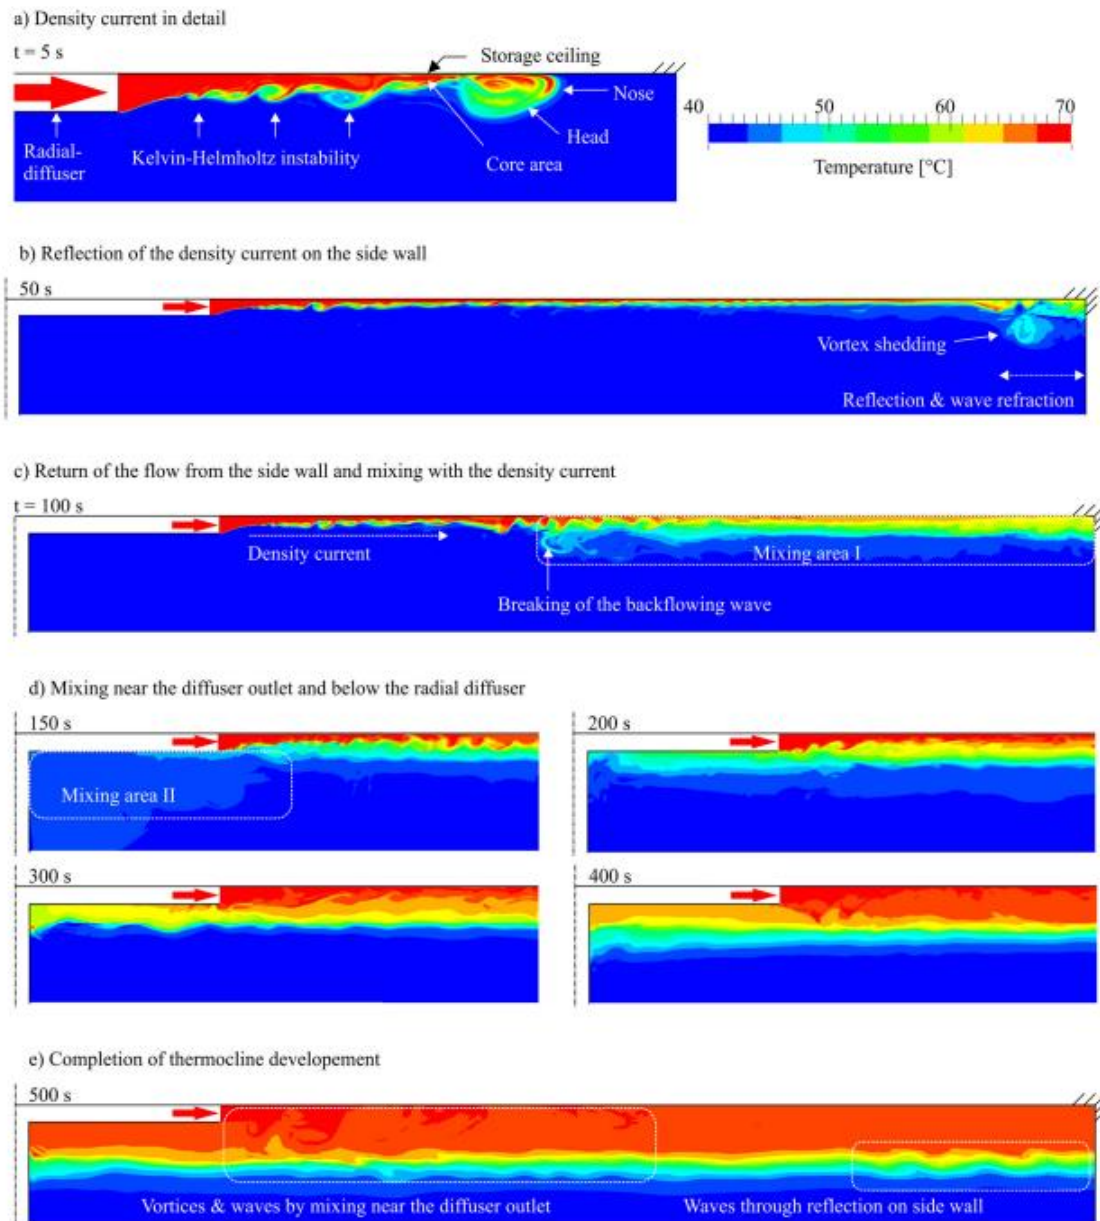 a) Density current in detail
t = 5 s
Storage ceiling
Nose
Head
Core area
Radial-
diffuser
Kelvin-Helmholtz instability
40 50 60 70
Temperature [°C]
b) Reflection of the density current on the side wall
50 s
Vortex shedding
Reflection & wave refraction
c) Return of the flow from the side wall and mixing with the density current
t = 100 s
Density current
Mixing area I
Breaking of the backflowing wave
d) Mixing near the diffuser outlet and below the radial diffuser
150 s
Mixing area II
200 s
300 s
400 s
e) Completion of thermocline developement
500 s
Vortices & waves by mixing near the diffuser outlet
Waves through reflection on side wall